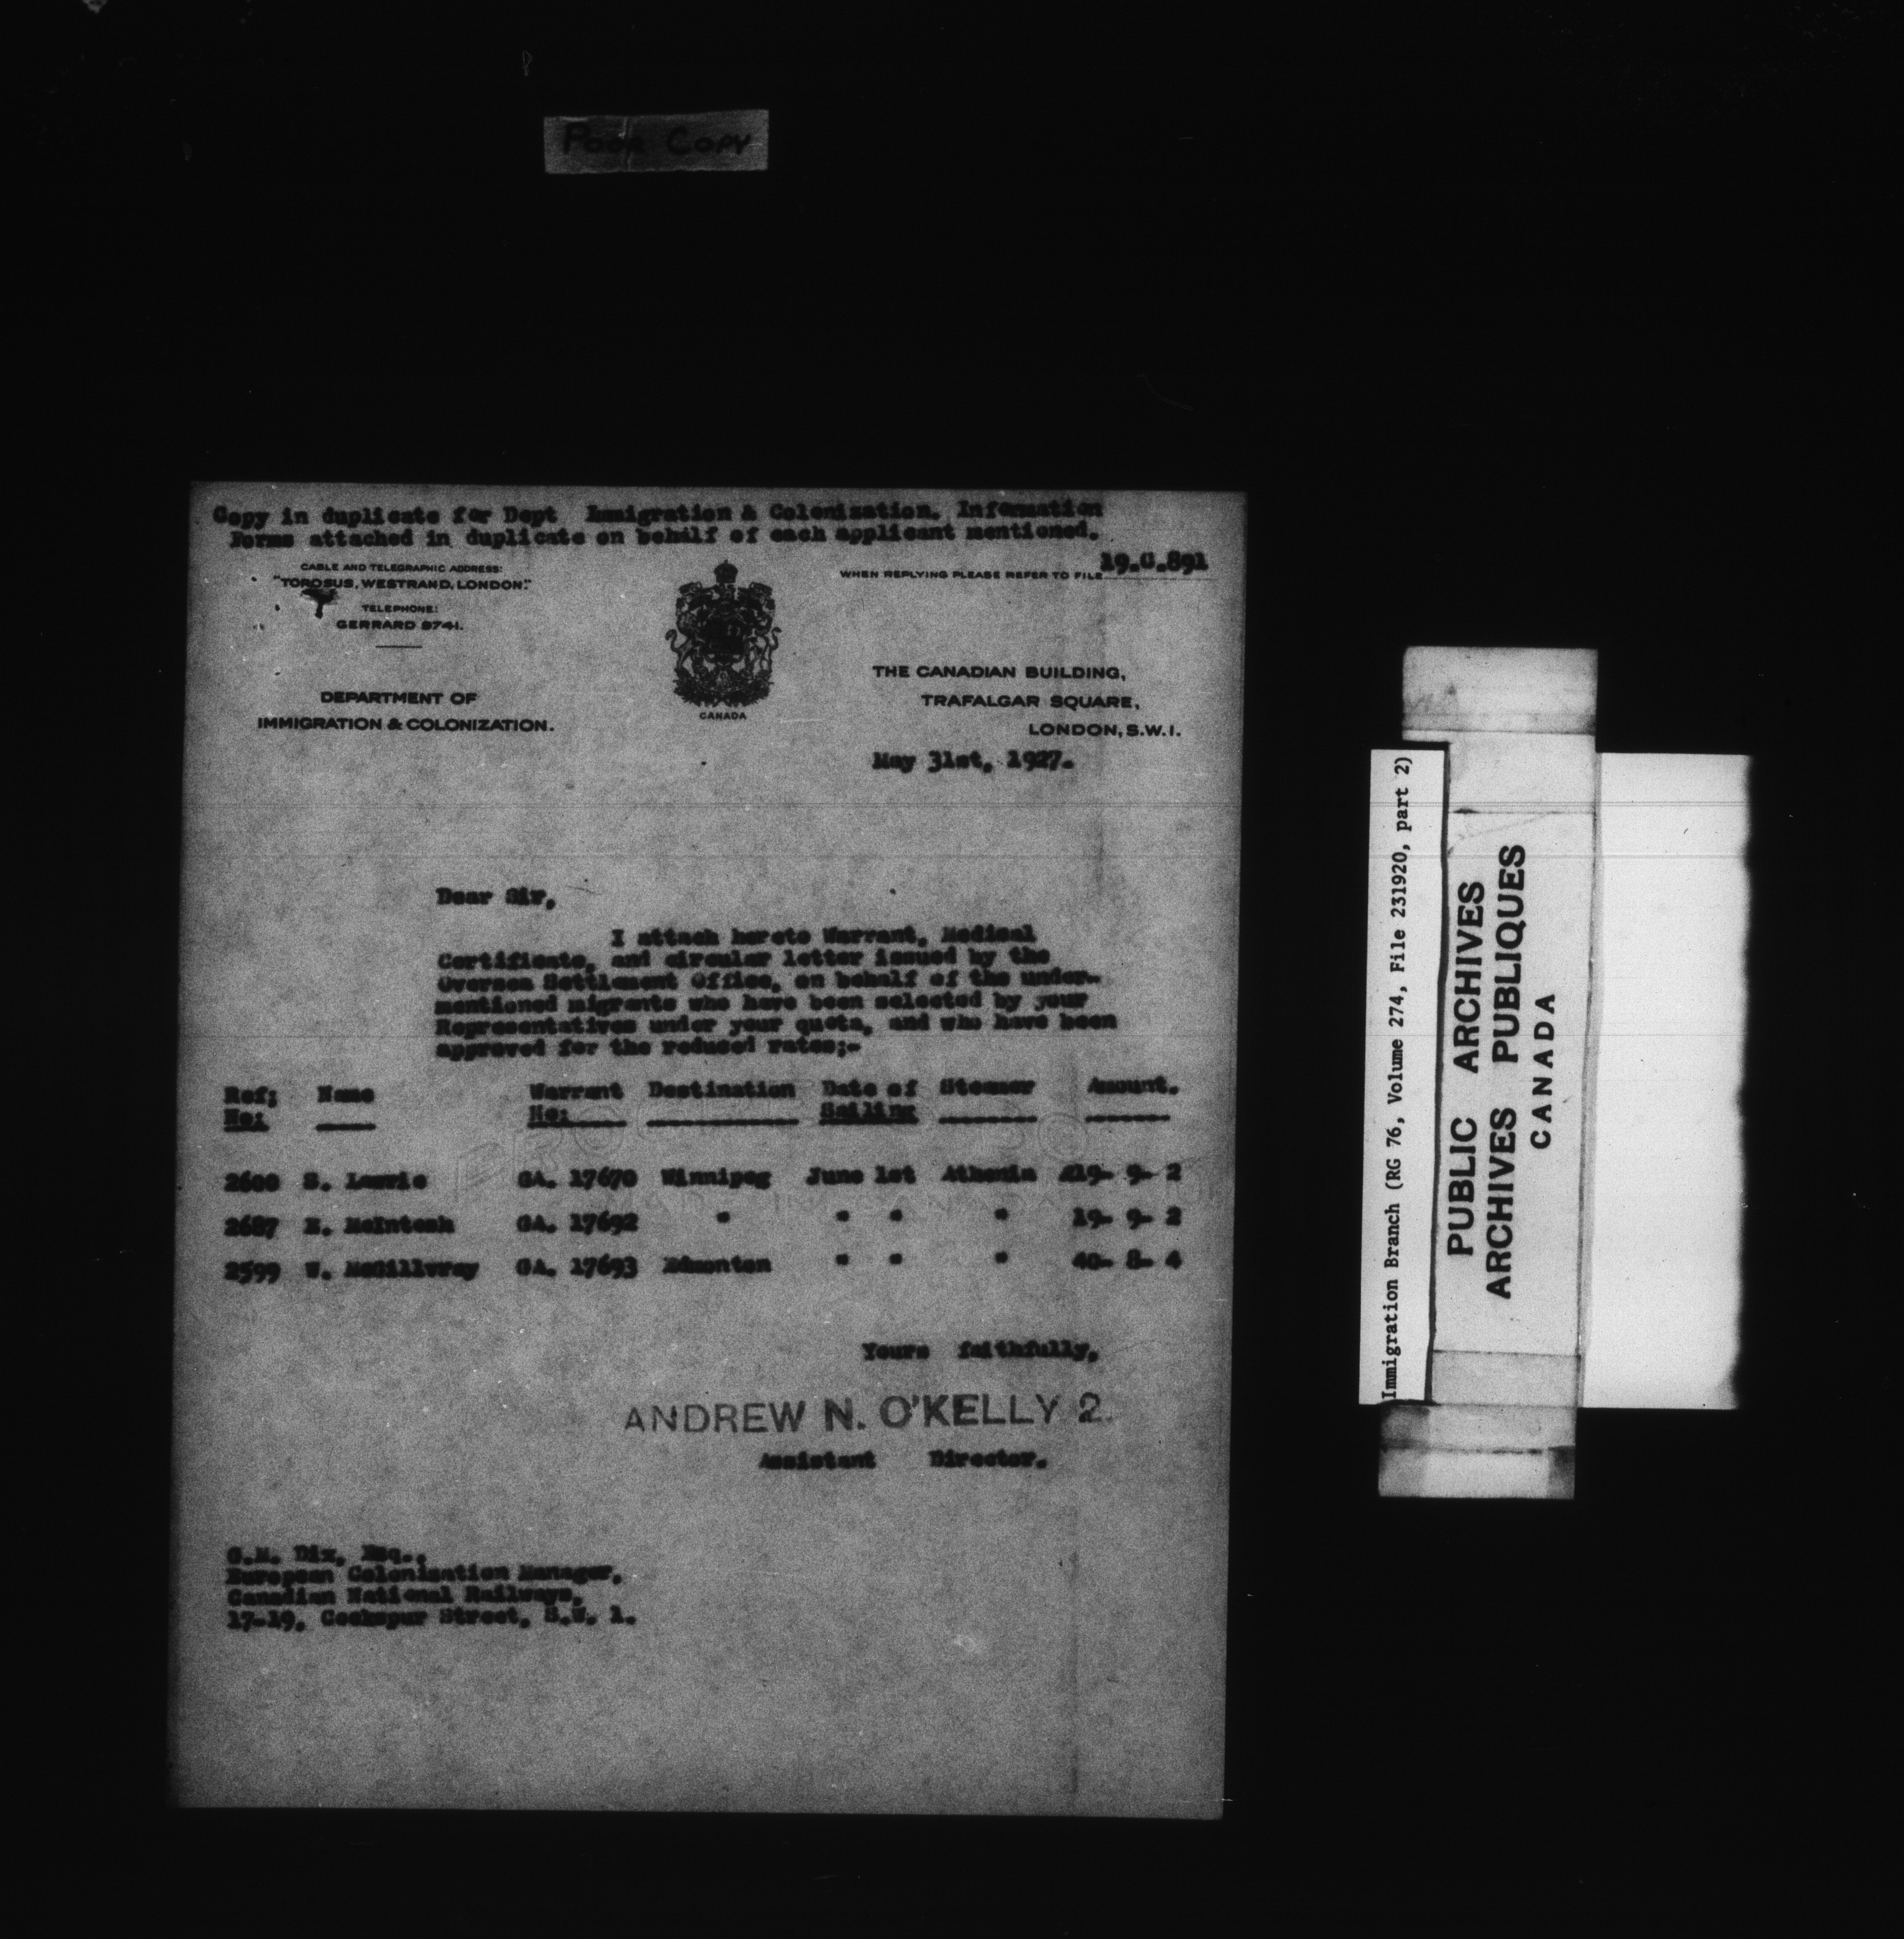 Poor Copy
Copy in duplicate for Dept Immigration & Colonization. Information
Forms attached in duplicate on behalf of each applicant mentioned.
19.C.891
CABLE AND TELEGRAPHIC ADDRESS:
"TOROSUS, WESTRAND, LONDON."
WHEN REPLYING PLEASE REFER TO FILE
TELEPHONE:
GERRARD 9741.
DEPARTMENT OF
IMMIGRATION & COLONIZATION.
CANADA
THE CANADIAN BUILDING,
TRAFALGAR SQUARE,
LONDON, S.W.1.
May 31st, 1927.
Dear Sir,
I attach hereto Warrant, Medical
Certificate, and circular letter issued by the
Oversea Settlement Office, on behalf of the under-
mentioned migrants who have been selected by your
Representatives under your quota, and who have been
approved for the reduced rates;-
Ref; Name Warrant Destination Date of Steamer Amount.
No; No; Sailing
2600 S. Lawrie GA. 17670 Winnipeg June 1st Athenia £19- 9- 2
2687 McIntosh GA. 17692 " " " " 19- 9- 2
2599 W. McGillvray GA. 17693 Edmonton " " " 40- 8- 4
Yours faithfully,
ANDREW N. O'KELLY 2.
Assistant Director.
C.M. Dix, Esq.,
European Colonisation Manager,
Canadian National Railways,
17-19, Cockspur Street, S.W. 1.
Immigration Branch (RG 76, Volume 274, File 231920, part 2)
PUBLIC ARCHIVES
ARCHIVES PUBLIQUES
CANADA